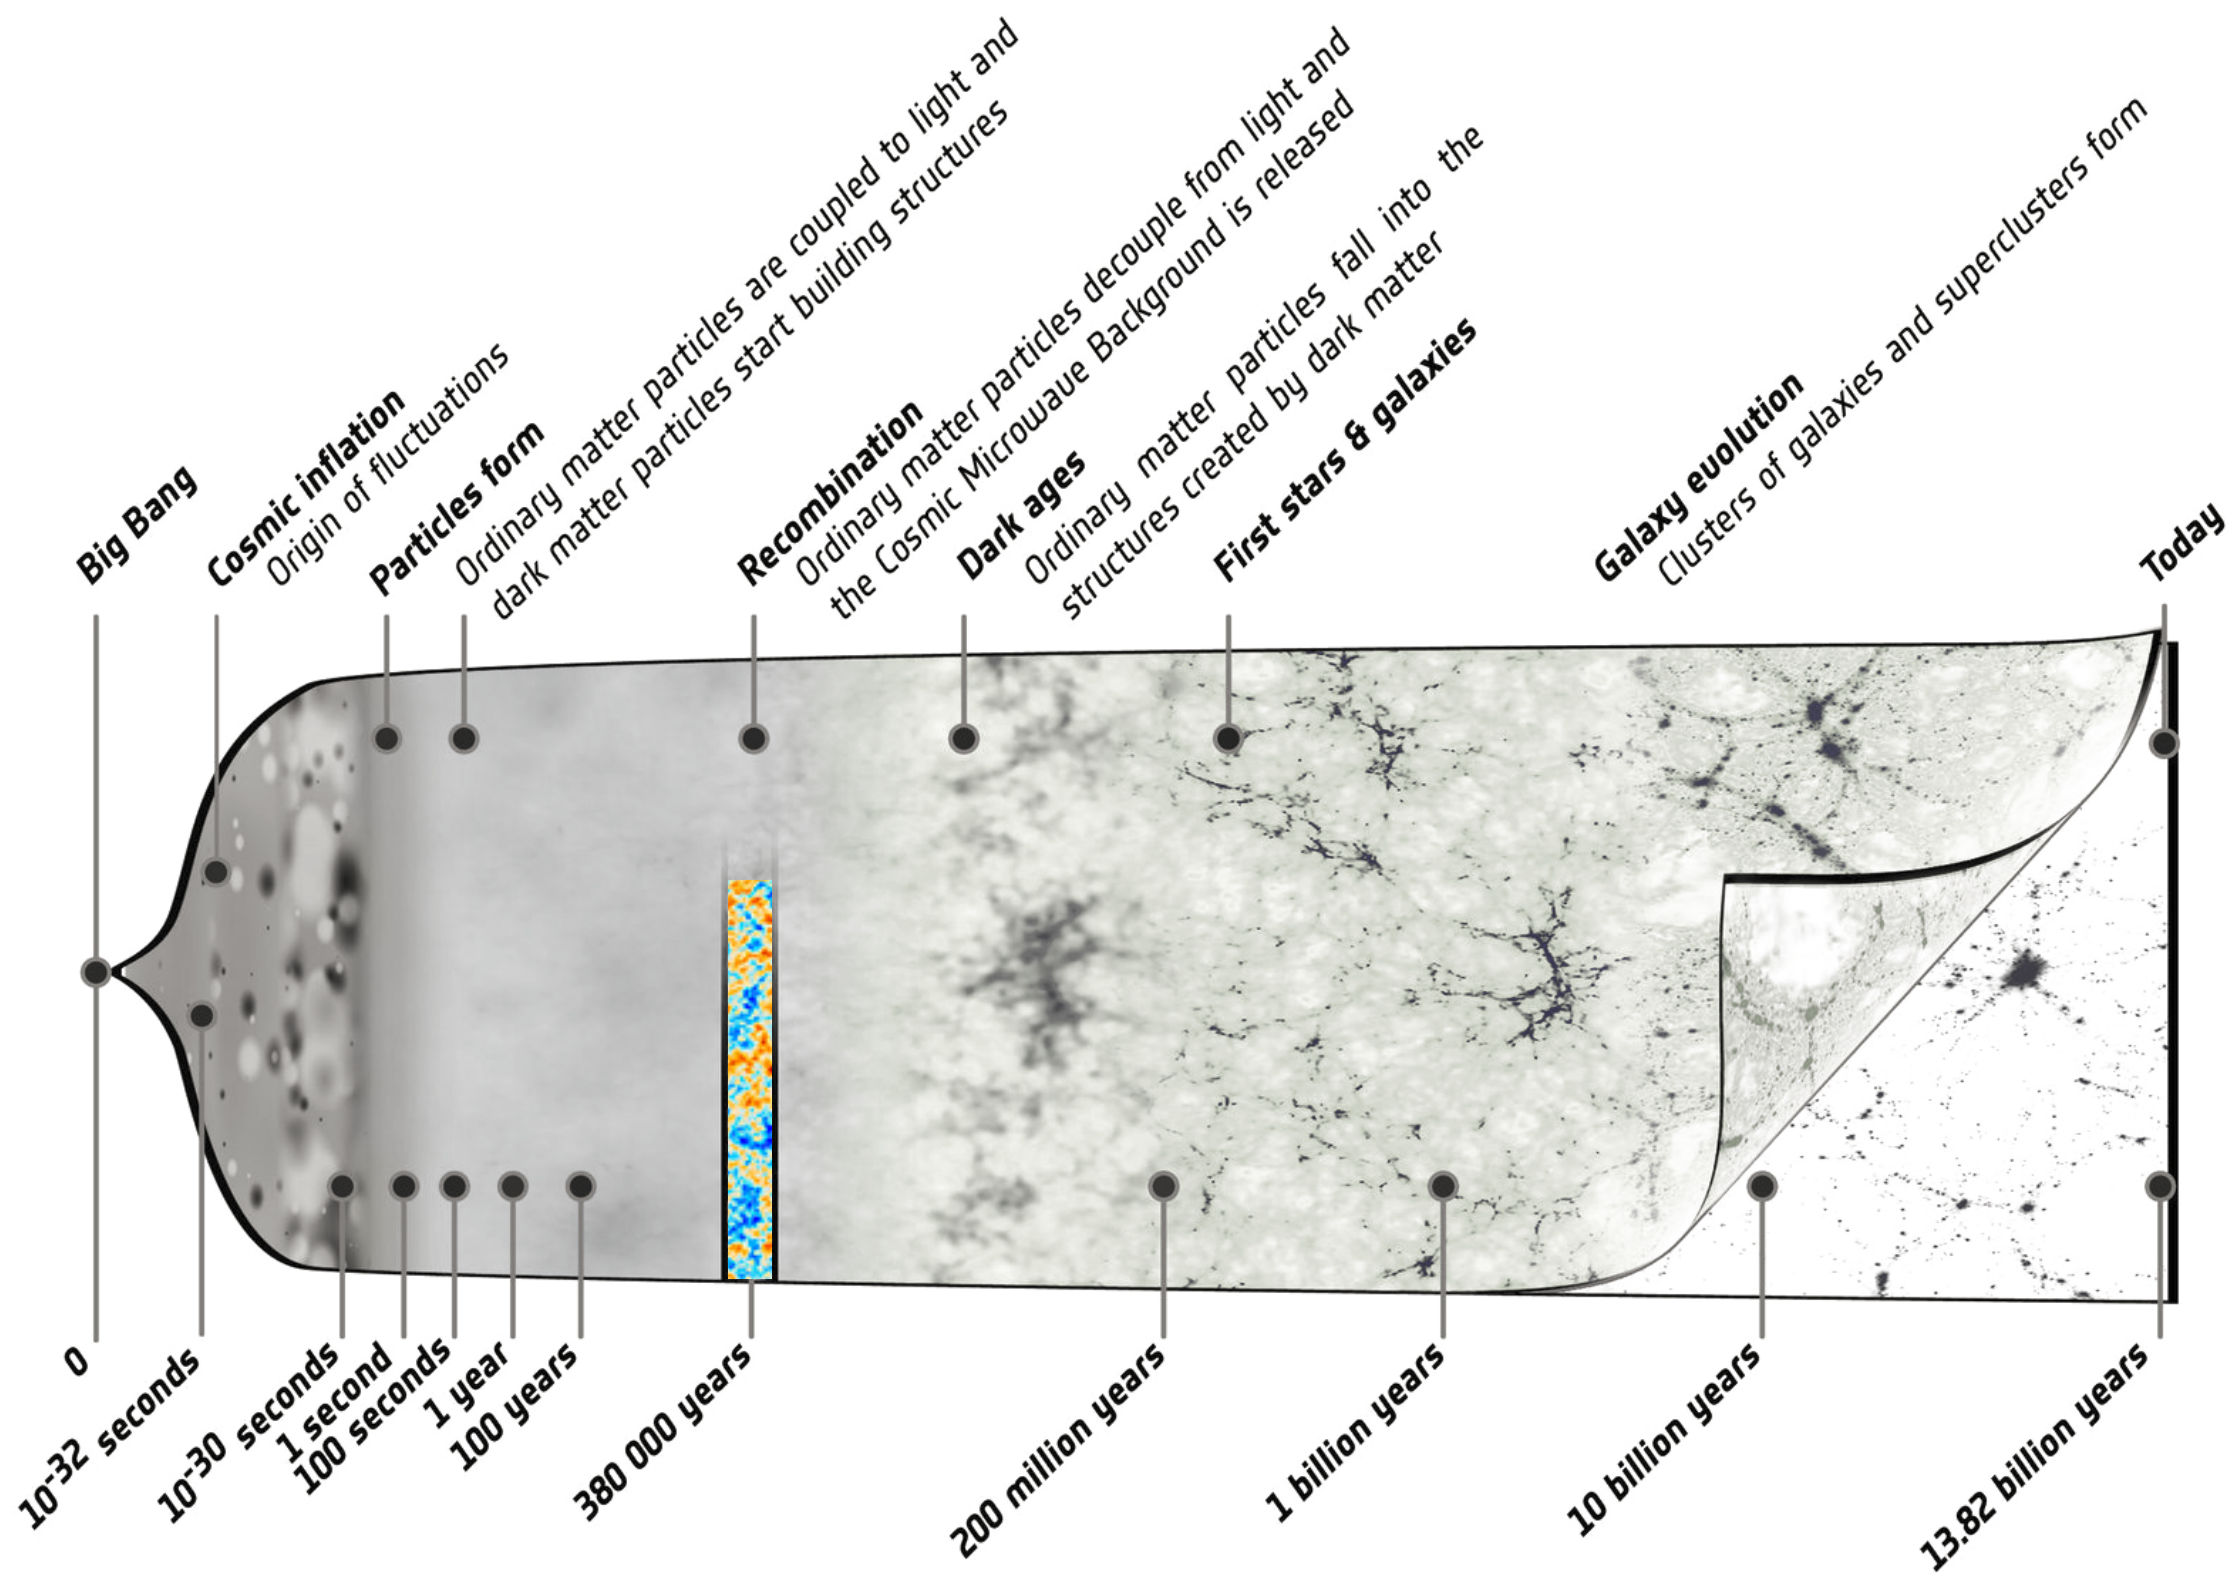 Big Bang
Cosmic inflation
Origin of fluctuations
Particles form
Ordinary matter particles are coupled to light and
dark matter particles start building structures
Recombination
Ordinary matter particles decouple from light and
the Cosmic Microwave Background is released
Dark ages
Ordinary matter particles fall into the
structures created by dark matter
First stars & galaxies
Galaxy evolution
Clusters of galaxies and superclusters form
Today
0
10-32 seconds
10-30 seconds
1 second
100 seconds
1 year
100 years
380 000 years
200 million years
1 billion years
10 billion years
13.82 billion years